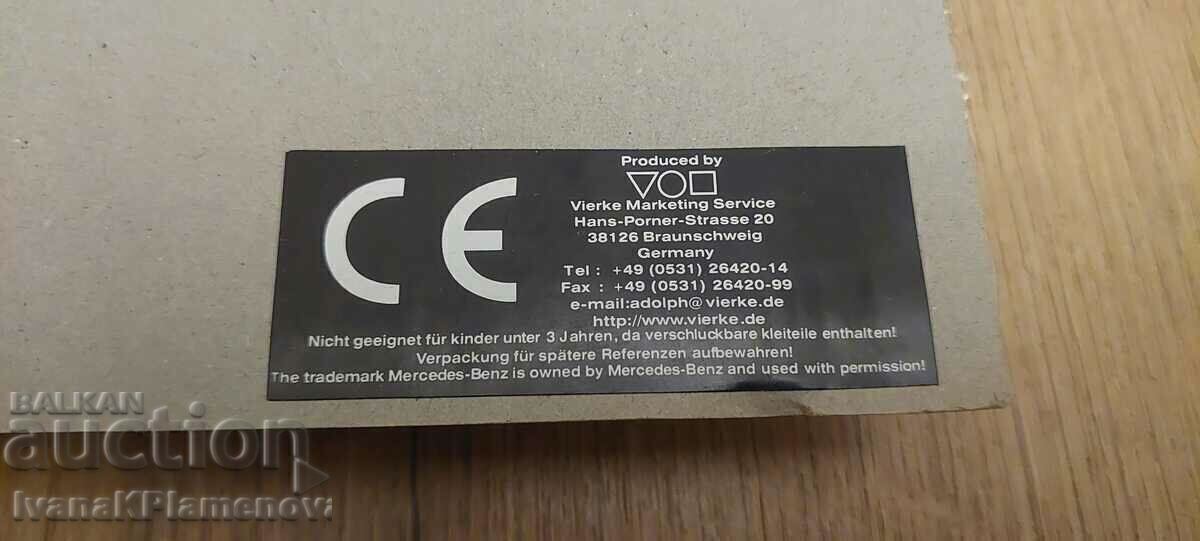 CE
Produced by
Vierke Marketing Service
Hans-Porner-Strasse 20
38126 Braunschweig
Germany
Tel : +49 (0531) 26420-14
Fax : +49 (0531) 26420-99
e-mail:adolph@vierke.de
http://www.vierke.de
Nicht geeignet für kinder unter 3 Jahren, da verschluckbare kleiteile enthalten!
Verpackung für spätere Referenzen aufbewahren!
The trademark Mercedes-Benz is owned by Mercedes-Benz and used with permission!
BALKAN
auction
IvanaKPlamenova